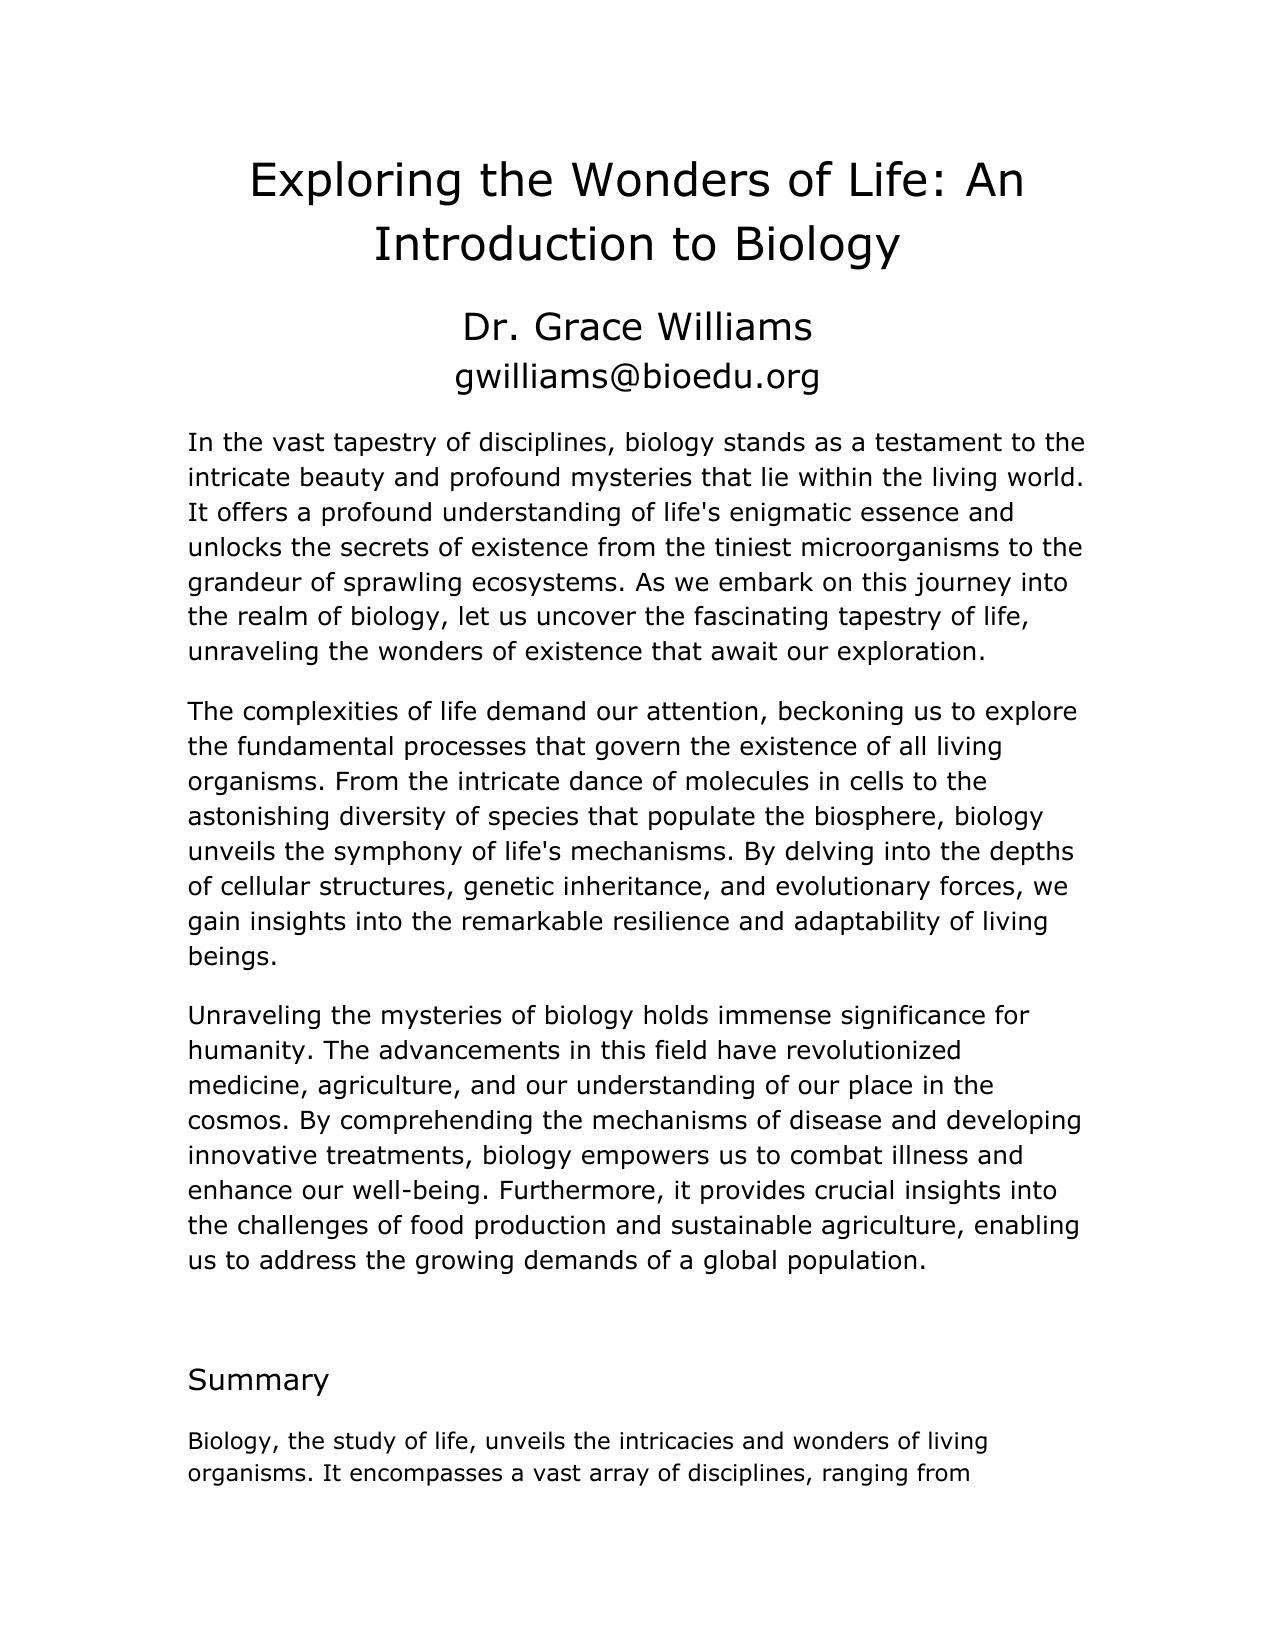 Exploring the Wonders of Life: An
Introduction to Biology
Dr. Grace Williams
gwilliams@bioedu.org
In the vast tapestry of disciplines, biology stands as a testament to the
intricate beauty and profound mysteries that lie within the living world.
It offers a profound understanding of life's enigmatic essence and
unlocks the secrets of existence from the tiniest microorganisms to the
grandeur of sprawling ecosystems. As we embark on this journey into
the realm of biology, let us uncover the fascinating tapestry of life,
unraveling the wonders of existence that await our exploration.
The complexities of life demand our attention, beckoning us to explore
the fundamental processes that govern the existence of all living
organisms. From the intricate dance of molecules in cells to the
astonishing diversity of species that populate the biosphere, biology
unveils the symphony of life's mechanisms. By delving into the depths
of cellular structures, genetic inheritance, and evolutionary forces, we
gain insights into the remarkable resilience and adaptability of living
beings.
Unraveling the mysteries of biology holds immense significance for
humanity. The advancements in this field have revolutionized
medicine, agriculture, and our understanding of our place in the
cosmos. By comprehending the mechanisms of disease and developing
innovative treatments, biology empowers us to combat illness and
enhance our well-being. Furthermore, it provides crucial insights into
the challenges of food production and sustainable agriculture, enabling
us to address the growing demands of a global population.
Summary
Biology, the study of life, unveils the intricacies and wonders of living
organisms. It encompasses a vast array of disciplines, ranging from